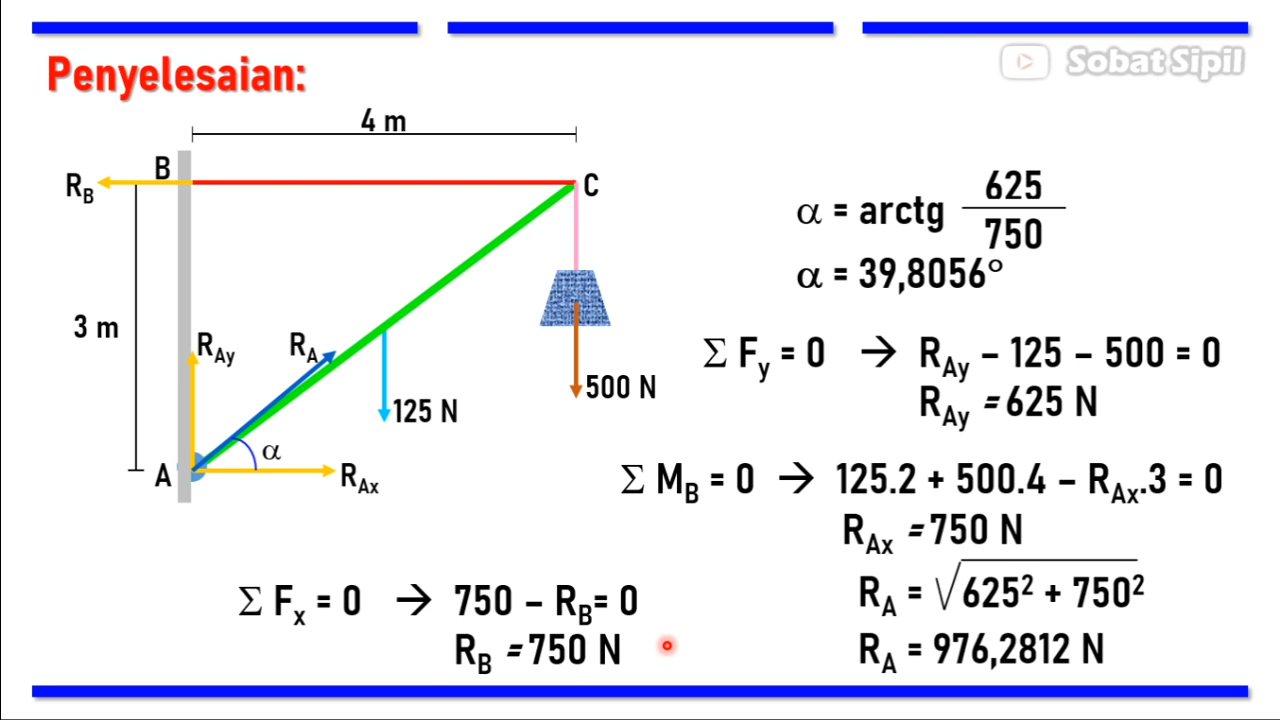 Sobat Sipil
Penyelesaian:
4 m
B
R_B
C
3 m
R_Ay
R_A
500 N
125 N
α
A
R_Ax
α = arctg 625/750
α = 39,8056°
Σ F_y = 0 → R_Ay – 125 – 500 = 0
R_Ay = 625 N
Σ M_B = 0 → 125.2 + 500.4 – R_Ax.3 = 0
R_Ax = 750 N
R_A = √625² + 750²
R_A = 976,2812 N
Σ F_x = 0 → 750 – R_B= 0
R_B = 750 N